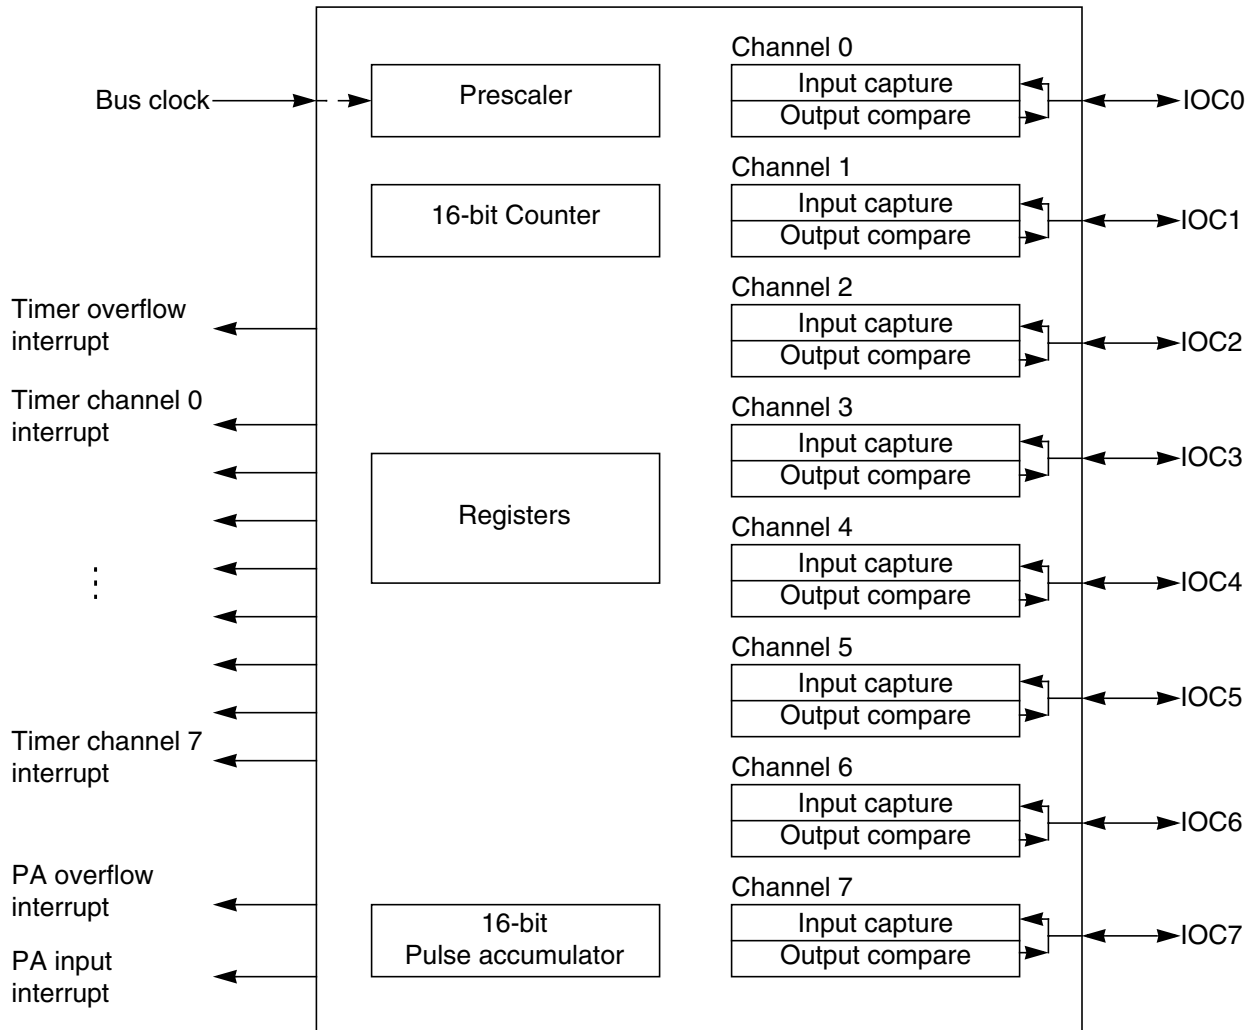 Bus clock
Timer overflow
interrupt
Timer channel 0
interrupt
Timer channel 7
interrupt
PA overflow
interrupt
PA input
interrupt
Prescaler
16-bit Counter
Registers
16-bit
Pulse accumulator
Channel 0
Input capture
Output compare
IOC0
Channel 1
Input capture
Output compare
IOC1
Channel 2
Input capture
Output compare
IOC2
Channel 3
Input capture
Output compare
IOC3
Channel 4
Input capture
Output compare
IOC4
Channel 5
Input capture
Output compare
IOC5
Channel 6
Input capture
Output compare
IOC6
Channel 7
Input capture
Output compare
IOC7